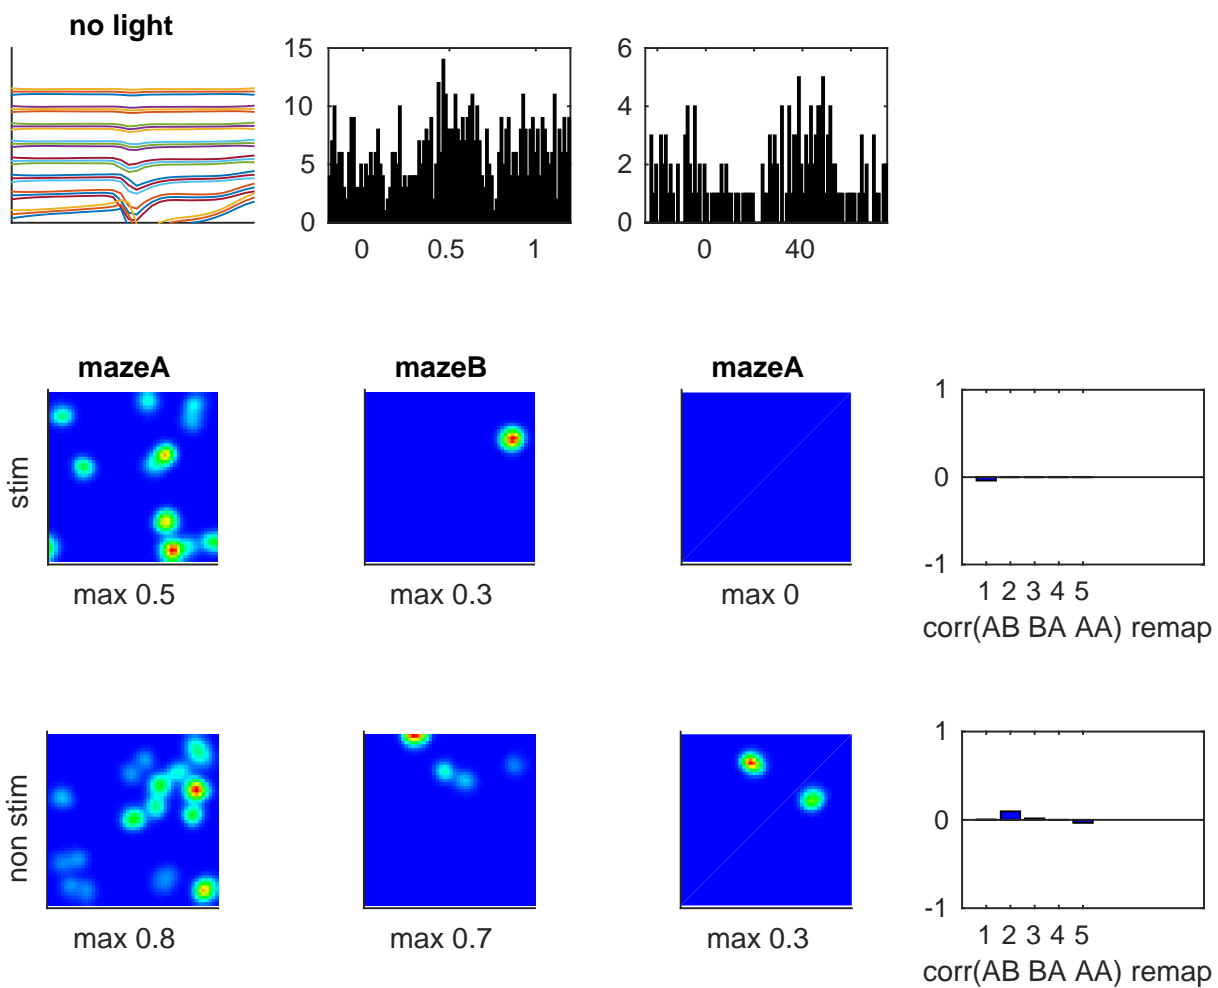 no light
15
10
5
0
0 0.5 1
6
4
2
0
0 40
mazeA mazeB mazeA
stim
max 0.5 max 0.3 max 0
1
0
-1
1 2 3 4 5
corr(AB BA AA) remap
non stim
max 0.8 max 0.7 max 0.3
1
0
-1
1 2 3 4 5
corr(AB BA AA) remap